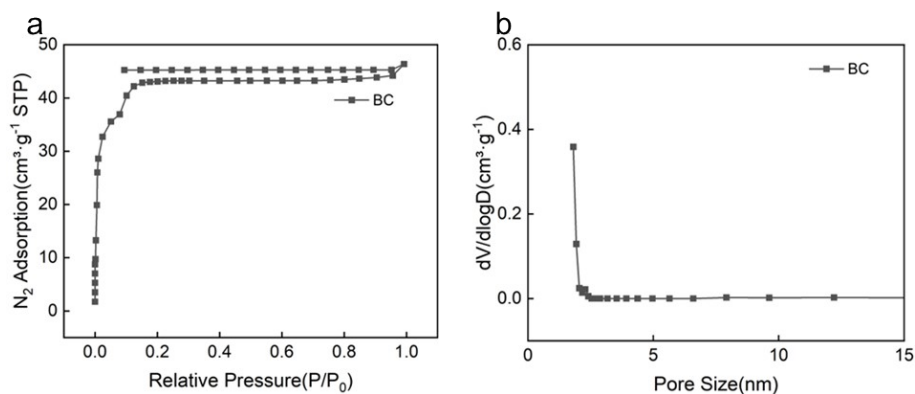 a
50
40
30
20
10
0
N₂ Adsorption(cm³·g⁻¹ STP)
BC
0.0 0.2 0.4 0.6 0.8 1.0
Relative Pressure(P/P₀)
b
0.6
0.4
0.2
0.0
dV/dlogD(cm³·g⁻¹)
BC
0 5 10 15
Pore Size(nm)